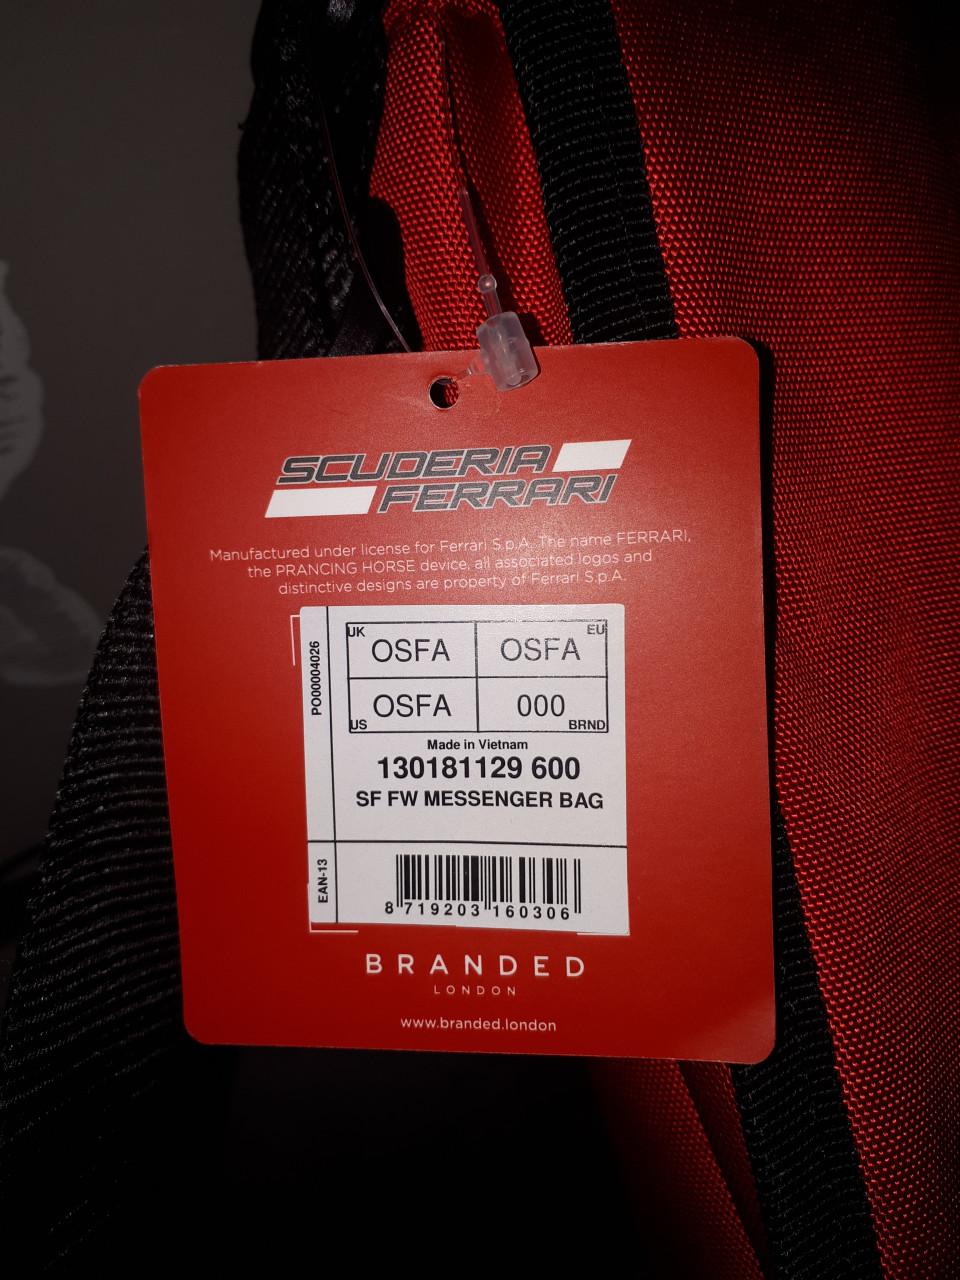 SCUDERIA
FERRARI
Manufactured under license for Ferrari S.p.A. The name FERRARI,
the PRANCING HORSE device, all associated logos and
distinctive designs are property of Ferrari S.p.A.
PO00004026
UK OSFA OSFA EU
US OSFA 000 BRND
Made in Vietnam
130181129 600
SF FW MESSENGER BAG
EAN-13
8 719203 160306
BRANDED
LONDON
www.branded.london